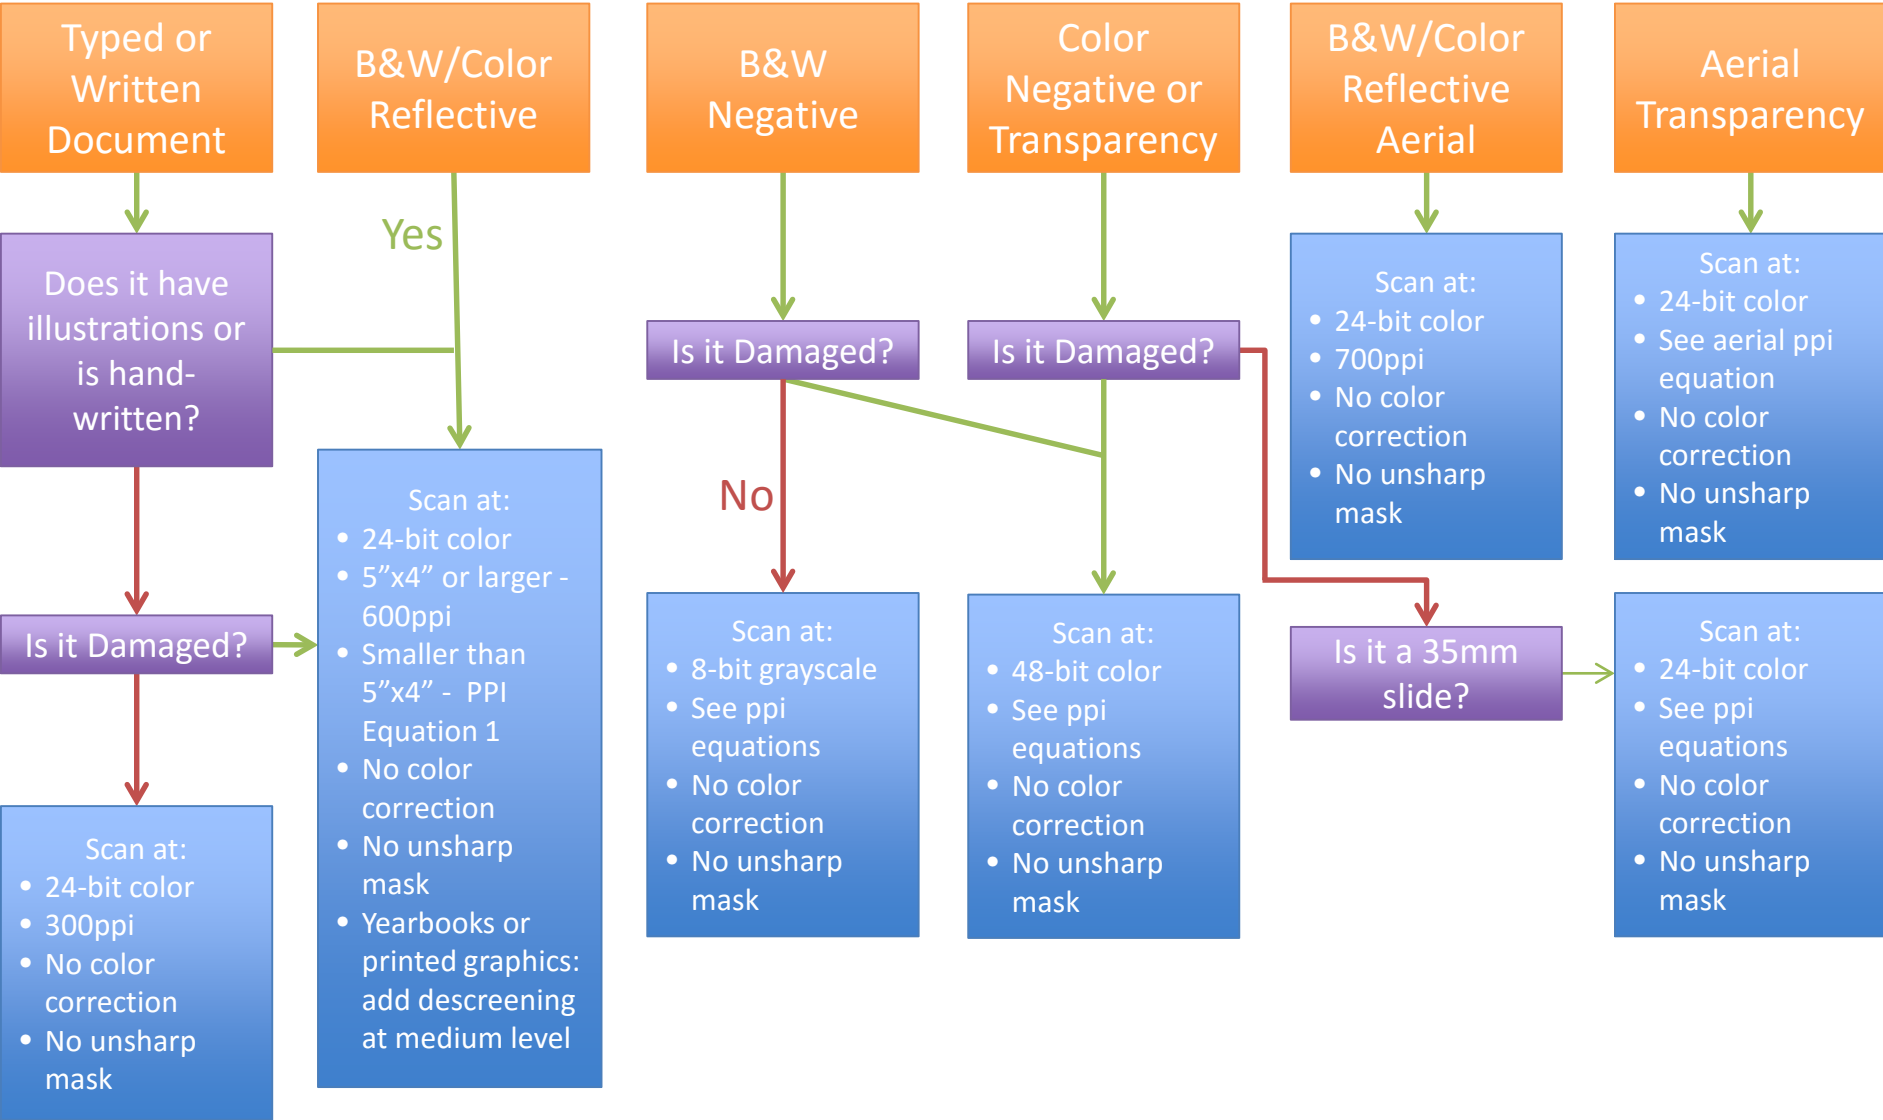 Typed or
Written
Document
B&W/Color
Reflective
B&W
Negative
Color
Negative or
Transparency
B&W/Color
Reflective
Aerial
Aerial
Transparency
Yes
Does it have
illustrations or
is hand-
written?
Is it Damaged?
Is it Damaged?
Scan at:
• 24-bit color
• 700ppi
• No color
correction
• No unsharp
mask
Scan at:
• 24-bit color
• See aerial ppi
equation
• No color
correction
• No unsharp
mask
No
Is it Damaged?
Scan at:
• 24-bit color
• 300ppi
• No color
correction
• No unsharp
mask
Scan at:
• 24-bit color
• 5”x4” or larger -
600ppi
• Smaller than
5”x4” - PPI
Equation 1
• No color
correction
• No unsharp
mask
• Yearbooks or
printed graphics:
add descreening
at medium level
Scan at:
• 8-bit grayscale
• See ppi
equations
• No color
correction
• No unsharp
mask
Scan at:
• 48-bit color
• See ppi
equations
• No color
correction
• No unsharp
mask
Is it a 35mm
slide?
Scan at:
• 24-bit color
• See ppi
equations
• No color
correction
• No unsharp
mask